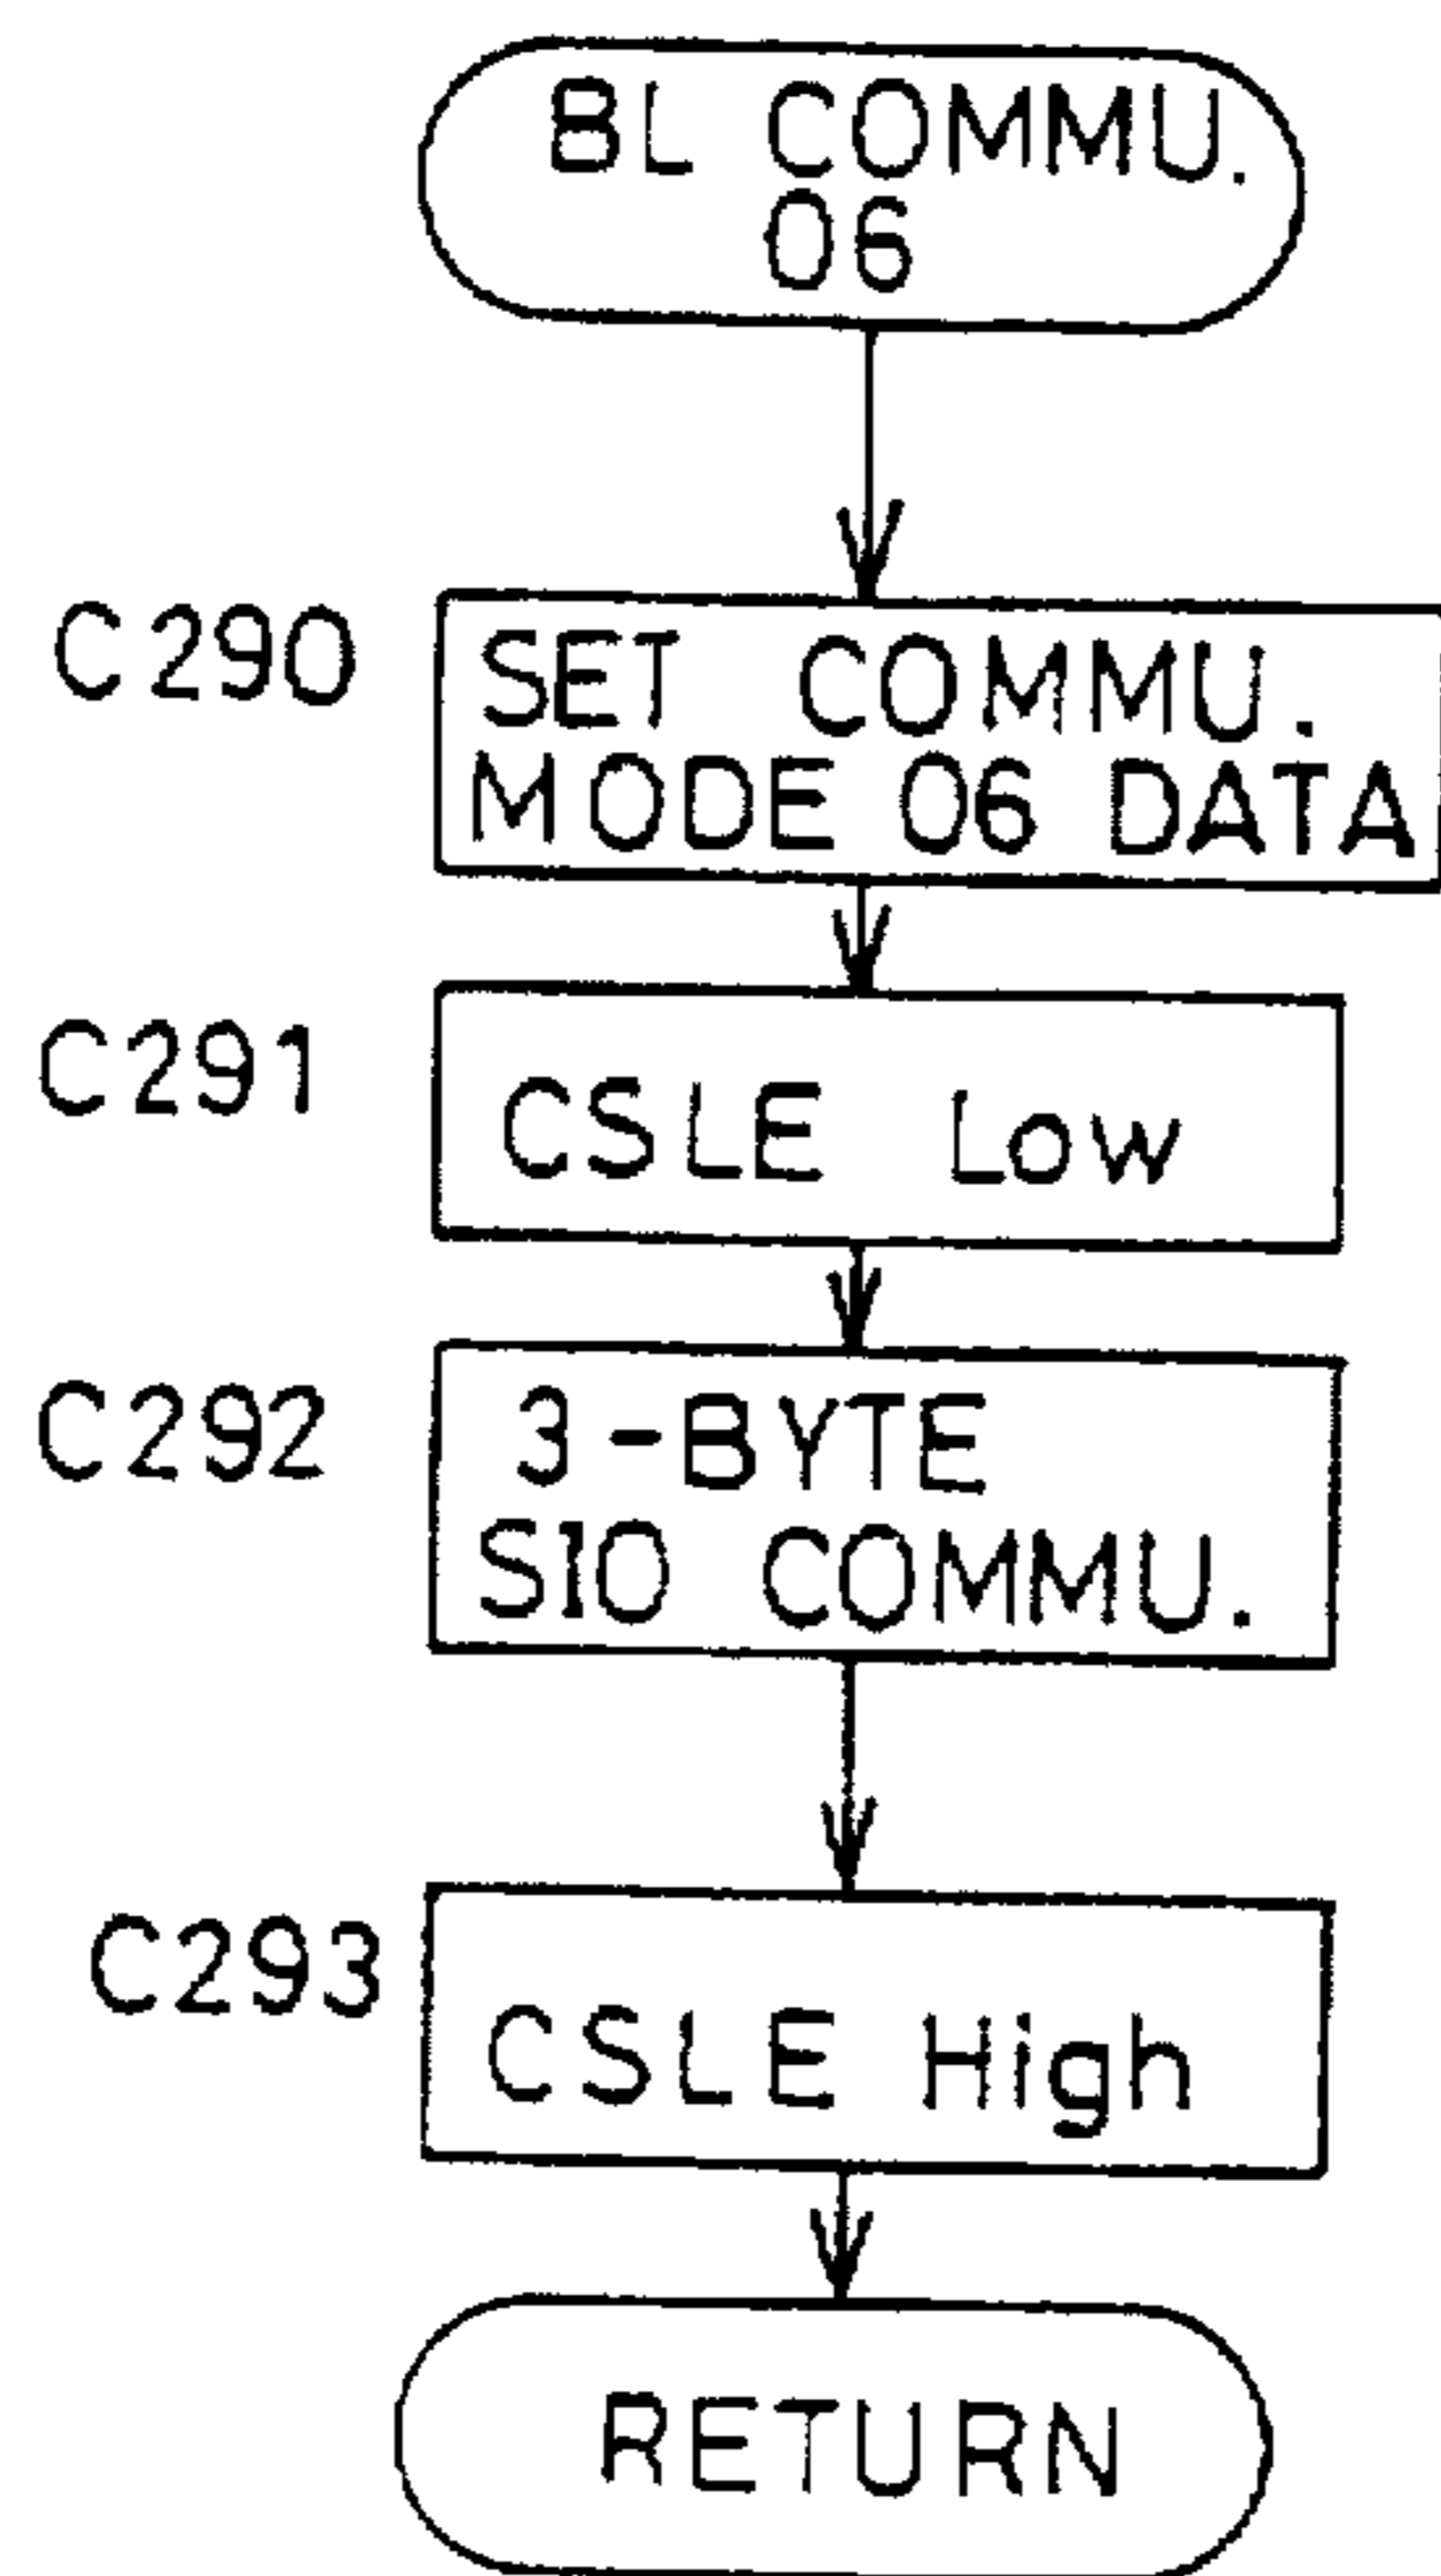 BL COMMU.
06
C290
SET COMMU.
MODE 06 DATA
C291
CSLE Low
C292
3-BYTE
SIO COMMU.
C293
CSLE High
RETURN